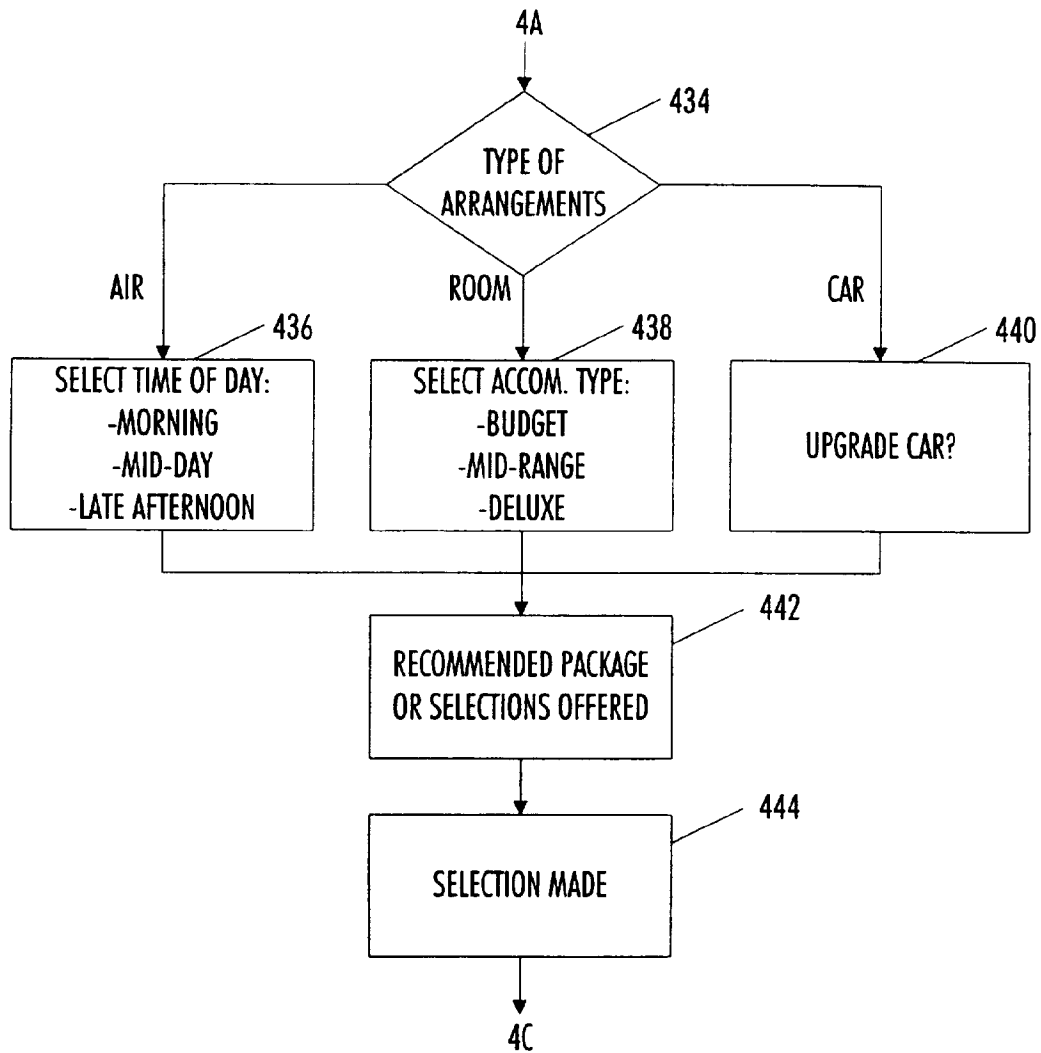 4A
434
TYPE OF
ARRANGEMENTS
AIR
ROOM
CAR
436
438
440
SELECT TIME OF DAY:
-MORNING
-MID-DAY
-LATE AFTERNOON
SELECT ACCOM. TYPE:
-BUDGET
-MID-RANGE
-DELUXE
UPGRADE CAR?
442
RECOMMENDED PACKAGE
OR SELECTIONS OFFERED
444
SELECTION MADE
4C